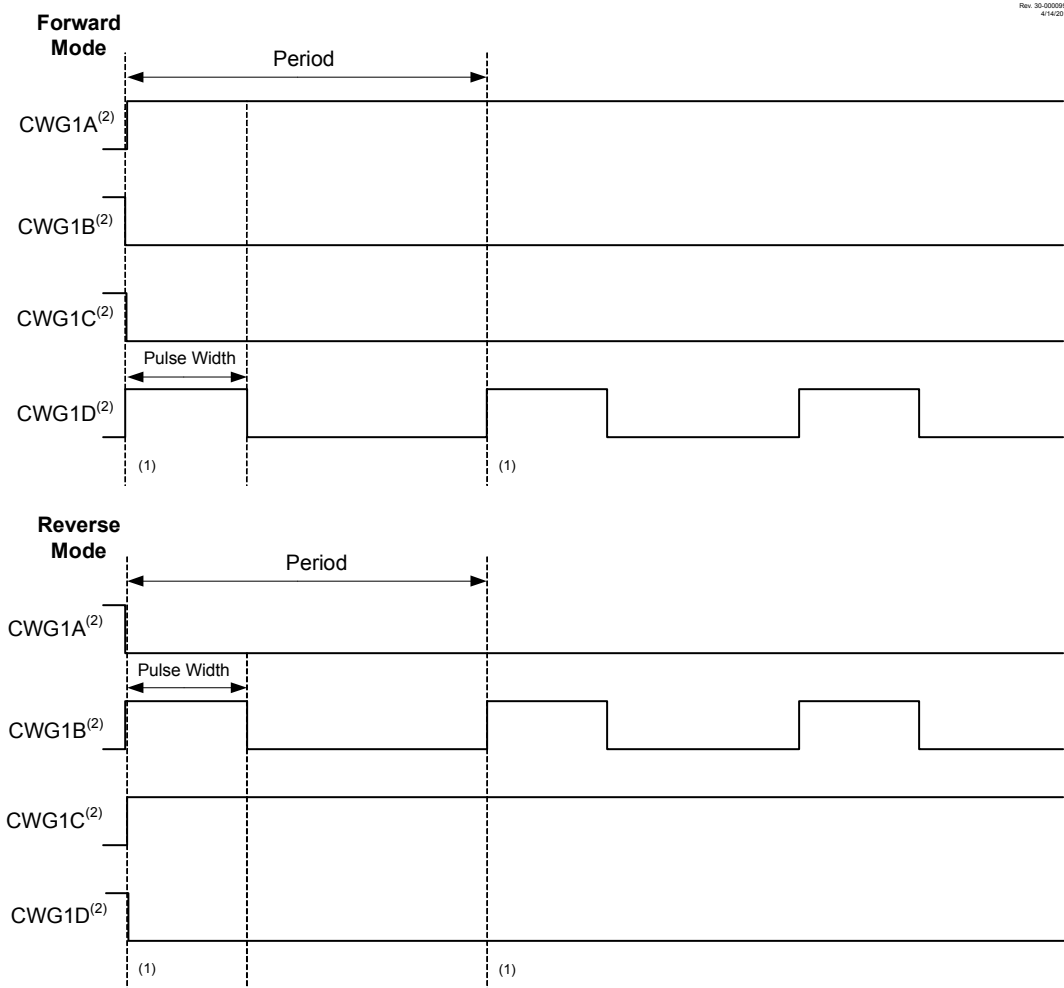 Rev. 30-000099
4/14/20
Forward
Mode
Period
CWG1A(2)
CWG1B(2)
CWG1C(2)
Pulse Width
CWG1D(2)
(1)
(1)
Reverse
Mode
Period
CWG1A(2)
Pulse Width
CWG1B(2)
CWG1C(2)
CWG1D(2)
(1)
(1)